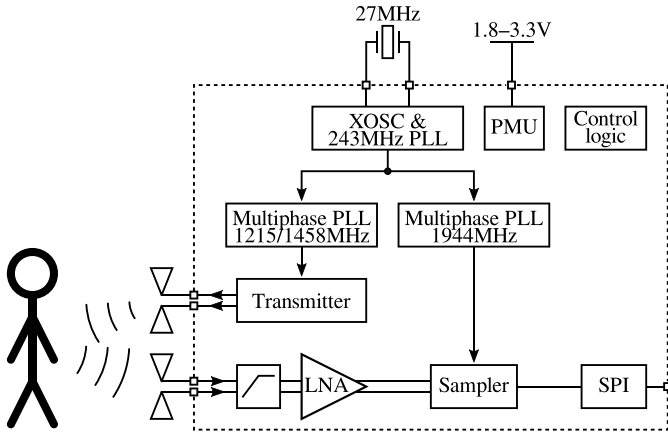 27MHz
1.8–3.3V
XOSC &
243MHz PLL
PMU
Control
logic
Multiphase PLL
1215/1458MHz
Multiphase PLL
1944MHz
Transmitter
LNA
Sampler
SPI